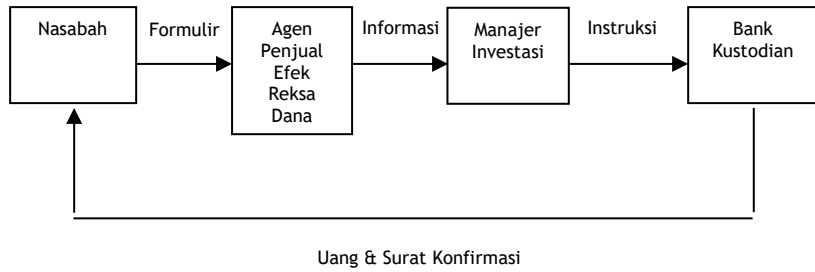 Nasabah
Formulir
Agen
Penjual
Efek
Reksa
Dana
Informasi
Manajer
Investasi
Instruksi
Bank
Kustodian
Uang & Surat Konfirmasi